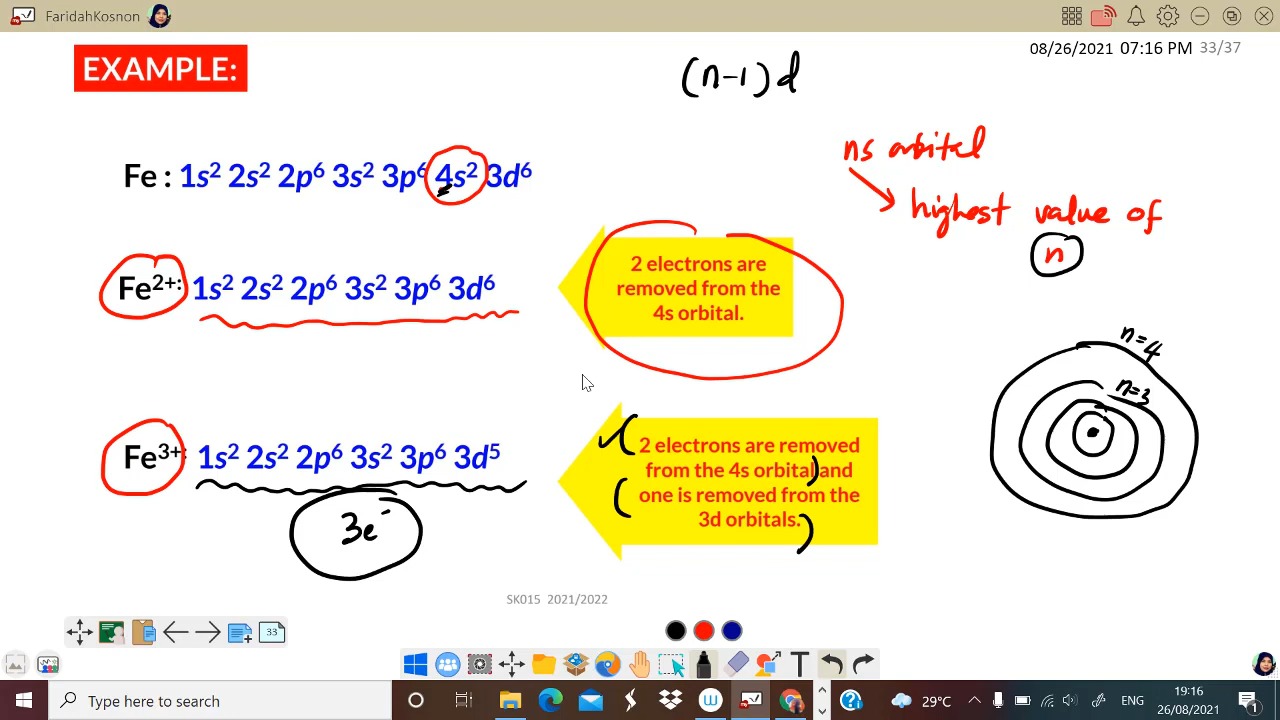 FaridahKosnon
08/26/2021 07:16 PM 33/37
EXAMPLE:
(n-1)d
ns orbital
highest value of
n
Fe : 1s² 2s² 2p⁶ 3s² 3p⁶ 4s² 3d⁶
Fe²⁺: 1s² 2s² 2p⁶ 3s² 3p⁶ 3d⁶
2 electrons are
removed from the
4s orbital.
n=4
n=3
Fe³⁺: 1s² 2s² 2p⁶ 3s² 3p⁶ 3d⁵
3e⁻
2 electrons are removed
from the 4s orbital and
one is removed from the
3d orbitals.
SK015 2021/2022
33
Type here to search
29°C
ENG
19:16
26/08/2021
1